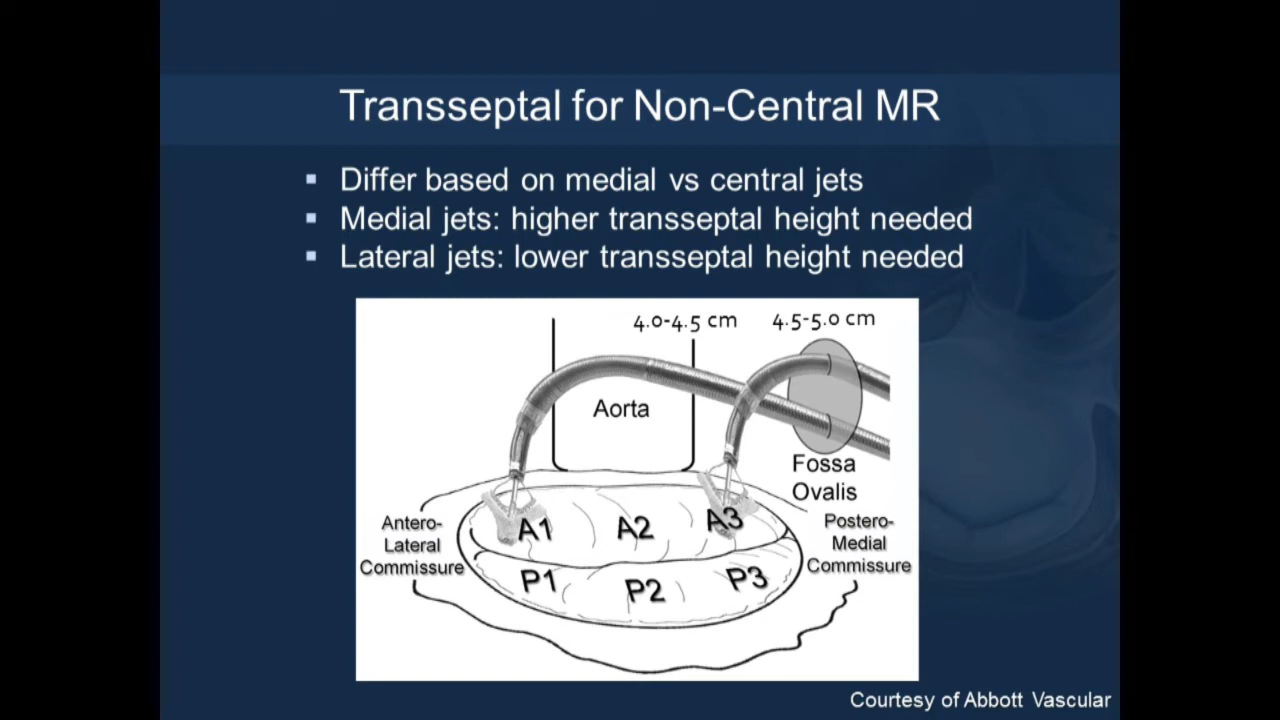 Transseptal for Non-Central MR
▪ Differ based on medial vs central jets
▪ Medial jets: higher transseptal height needed
▪ Lateral jets: lower transseptal height needed
4.0-4.5 cm
4.5-5.0 cm
Aorta
Fossa
Ovalis
Antero-
Lateral
Commissure
A1
A2
A3
Postero-
Medial
Commissure
P1
P2
P3
Courtesy of Abbott Vascular